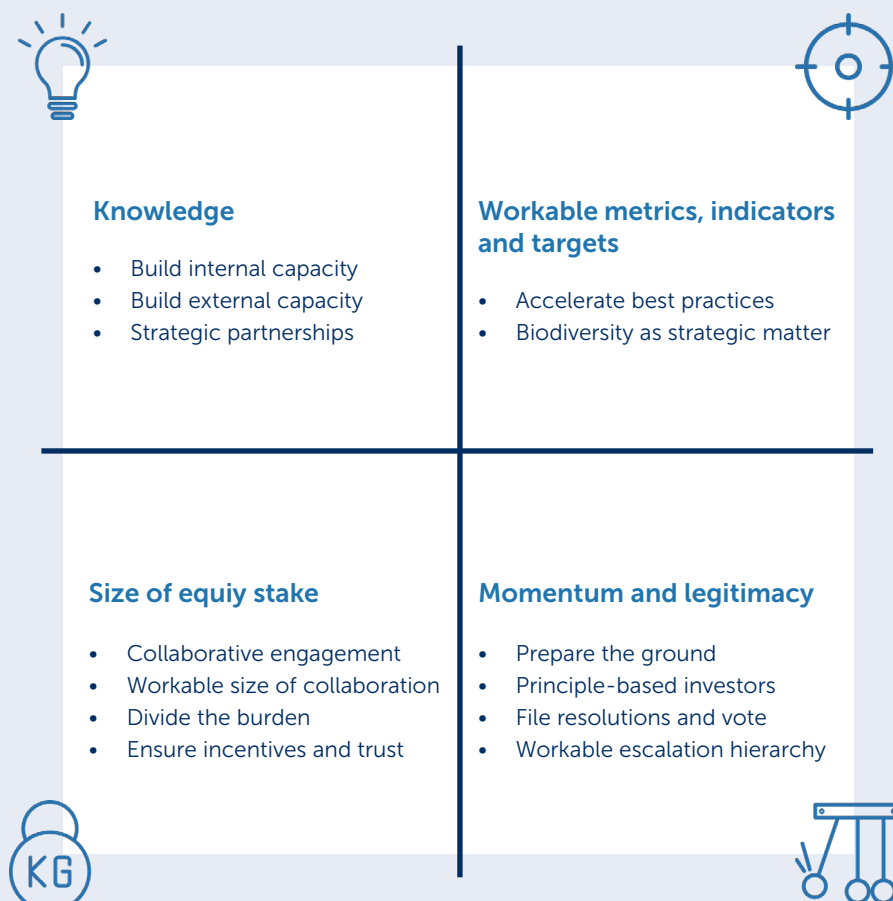 Knowledge
• Build internal capacity
• Build external capacity
• Strategic partnerships
Workable metrics, indicators
and targets
• Accelerate best practices
• Biodiversity as strategic matter
Size of equiy stake
• Collaborative engagement
• Workable size of collaboration
• Divide the burden
• Ensure incentives and trust
Momentum and legitimacy
• Prepare the ground
• Principle-based investors
• File resolutions and vote
• Workable escalation hierarchy
KG